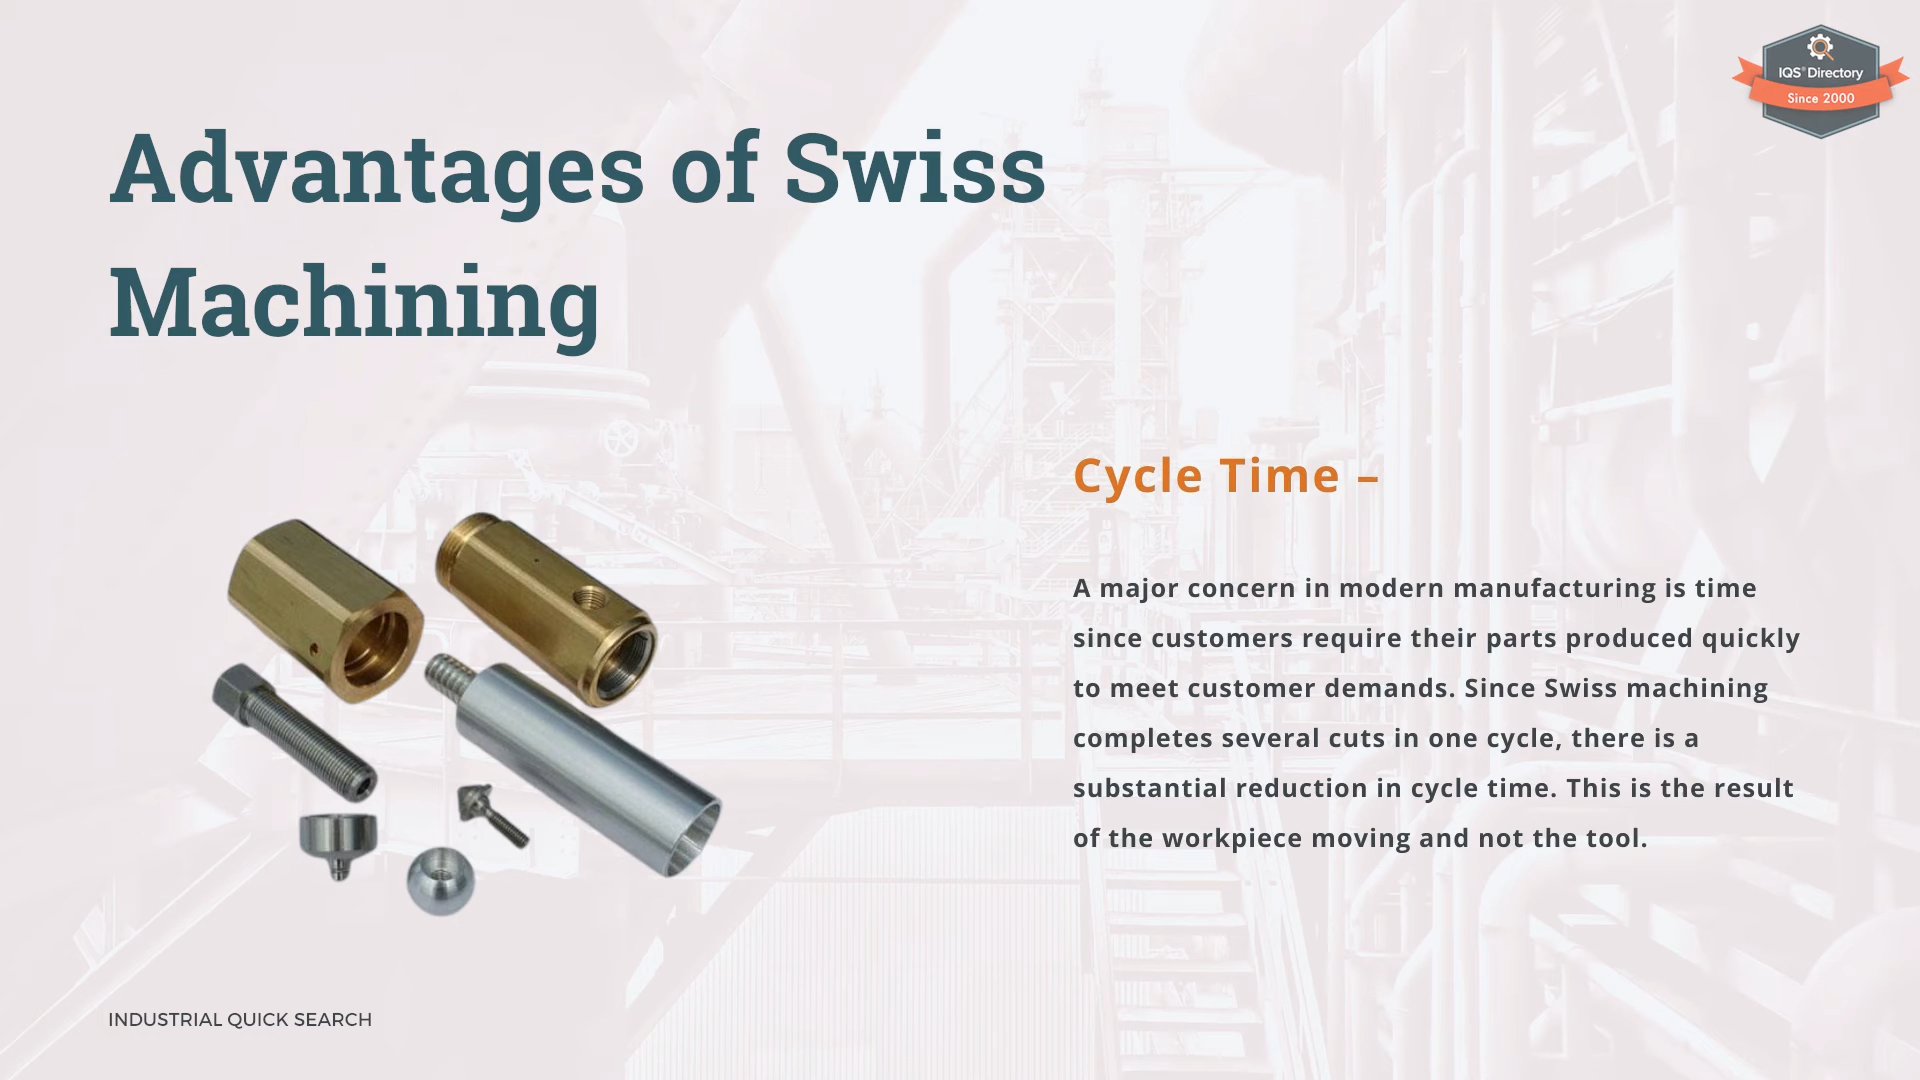 IQS® Directory
Since 2000
Advantages of Swiss
Machining
Cycle Time –
A major concern in modern manufacturing is time
since customers require their parts produced quickly
to meet customer demands. Since Swiss machining
completes several cuts in one cycle, there is a
substantial reduction in cycle time. This is the result
of the workpiece moving and not the tool.
INDUSTRIAL QUICK SEARCH